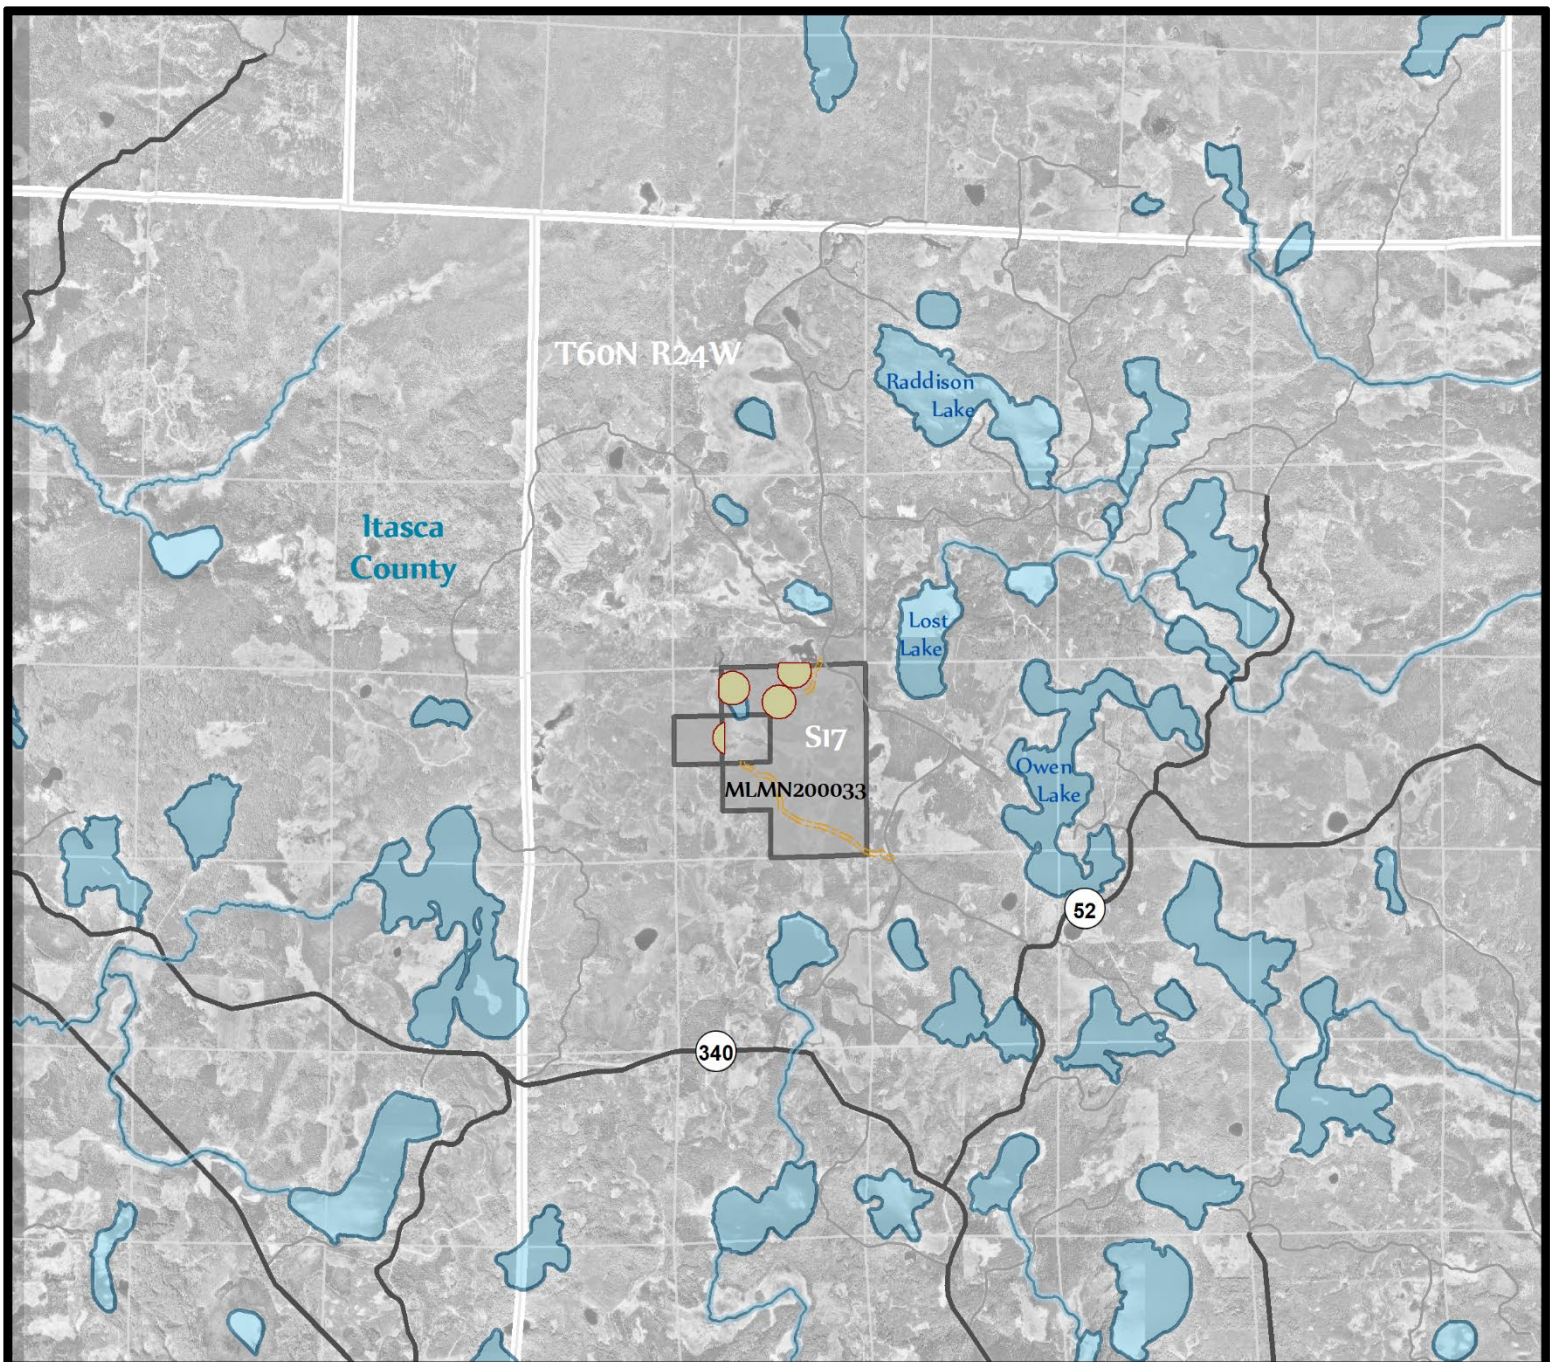 T60N R24W
Raddison
Lake
Itasca
County
Lost
Lake
S17
Owen
Lake
MLMN200033
52
340